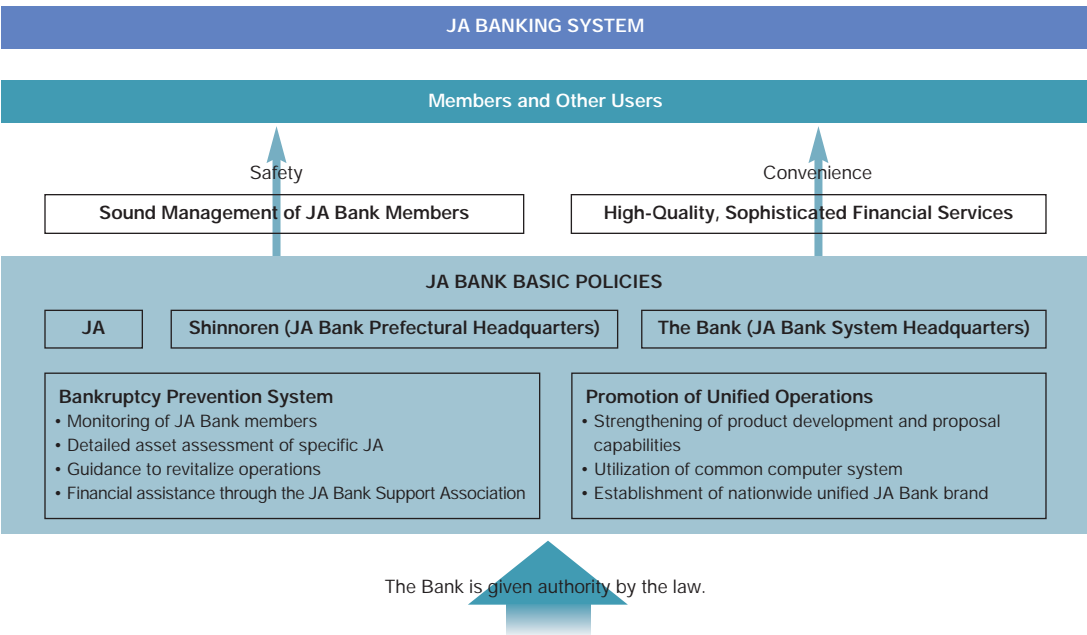 JA BANKING SYSTEM
Members and Other Users
Safety
Convenience
Sound Management of JA Bank Members
High-Quality, Sophisticated Financial Services
JA BANK BASIC POLICIES
JA
Shinnoren (JA Bank Prefectural Headquarters)
The Bank (JA Bank System Headquarters)
Bankruptcy Prevention System
• Monitoring of JA Bank members
• Detailed asset assessment of specific JA
• Guidance to revitalize operations
• Financial assistance through the JA Bank Support Association
Promotion of Unified Operations
• Strengthening of product development and proposal
capabilities
• Utilization of common computer system
• Establishment of nationwide unified JA Bank brand
The Bank is given authority by the law.